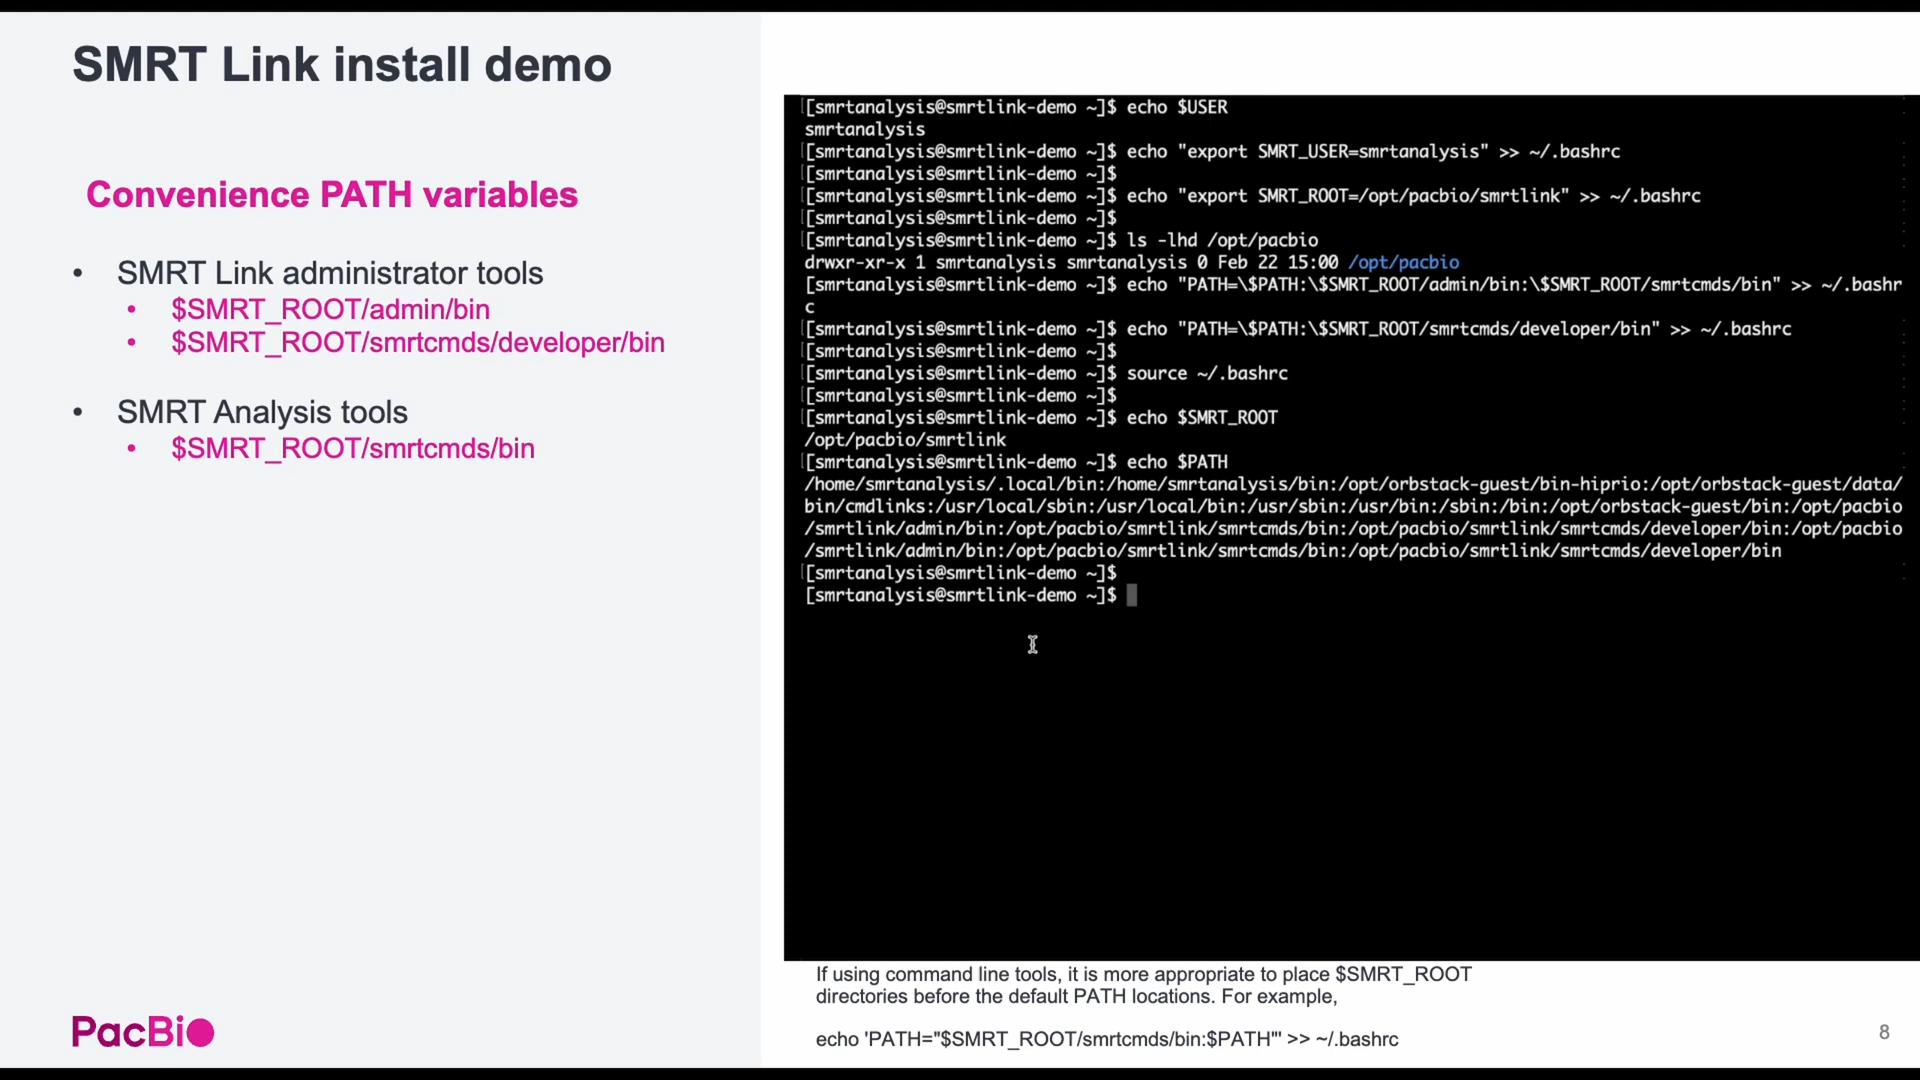 SMRT Link install demo
Convenience PATH variables
• SMRT Link administrator tools
• $SMRT_ROOT/admin/bin
• $SMRT_ROOT/smrtcmds/developer/bin
• SMRT Analysis tools
• $SMRT_ROOT/smrtcmds/bin
[smrtanalysis@smrtlink-demo ~]$ echo $USER
smrtanalysis
[smrtanalysis@smrtlink-demo ~]$ echo "export SMRT_USER=smrtanalysis" >> ~/.bashrc
[smrtanalysis@smrtlink-demo ~]$
[smrtanalysis@smrtlink-demo ~]$ echo "export SMRT_ROOT=/opt/pacbio/smrtlink" >> ~/.bashrc
[smrtanalysis@smrtlink-demo ~]$
[smrtanalysis@smrtlink-demo ~]$ ls -lhd /opt/pacbio
drwxr-xr-x 1 smrtanalysis smrtanalysis 0 Feb 22 15:00 /opt/pacbio
[smrtanalysis@smrtlink-demo ~]$ echo "PATH=\$PATH:\$SMRT_ROOT/admin/bin:\$SMRT_ROOT/smrtcmds/bin" >> ~/.bashr
c
[smrtanalysis@smrtlink-demo ~]$ echo "PATH=\$PATH:\$SMRT_ROOT/smrtcmds/developer/bin" >> ~/.bashrc
[smrtanalysis@smrtlink-demo ~]$
[smrtanalysis@smrtlink-demo ~]$ source ~/.bashrc
[smrtanalysis@smrtlink-demo ~]$
[smrtanalysis@smrtlink-demo ~]$ echo $SMRT_ROOT
/opt/pacbio/smrtlink
[smrtanalysis@smrtlink-demo ~]$ echo $PATH
/home/smrtanalysis/.local/bin:/home/smrtanalysis/bin:/opt/orbstack-guest/bin-hiprio:/opt/orbstack-guest/data/
bin/cmdlinks:/usr/local/sbin:/usr/local/bin:/usr/sbin:/usr/bin:/sbin:/bin:/opt/orbstack-guest/bin:/opt/pacbio
/smrtlink/admin/bin:/opt/pacbio/smrtlink/smrtcmds/bin:/opt/pacbio/smrtlink/smrtcmds/developer/bin:/opt/pacbio
/smrtlink/admin/bin:/opt/pacbio/smrtlink/smrtcmds/bin:/opt/pacbio/smrtlink/smrtcmds/developer/bin
[smrtanalysis@smrtlink-demo ~]$
[smrtanalysis@smrtlink-demo ~]$
If using command line tools, it is more appropriate to place $SMRT_ROOT
directories before the default PATH locations. For example,
echo 'PATH="$SMRT_ROOT/smrtcmds/bin:$PATH"' >> ~/.bashrc
PacBio
8